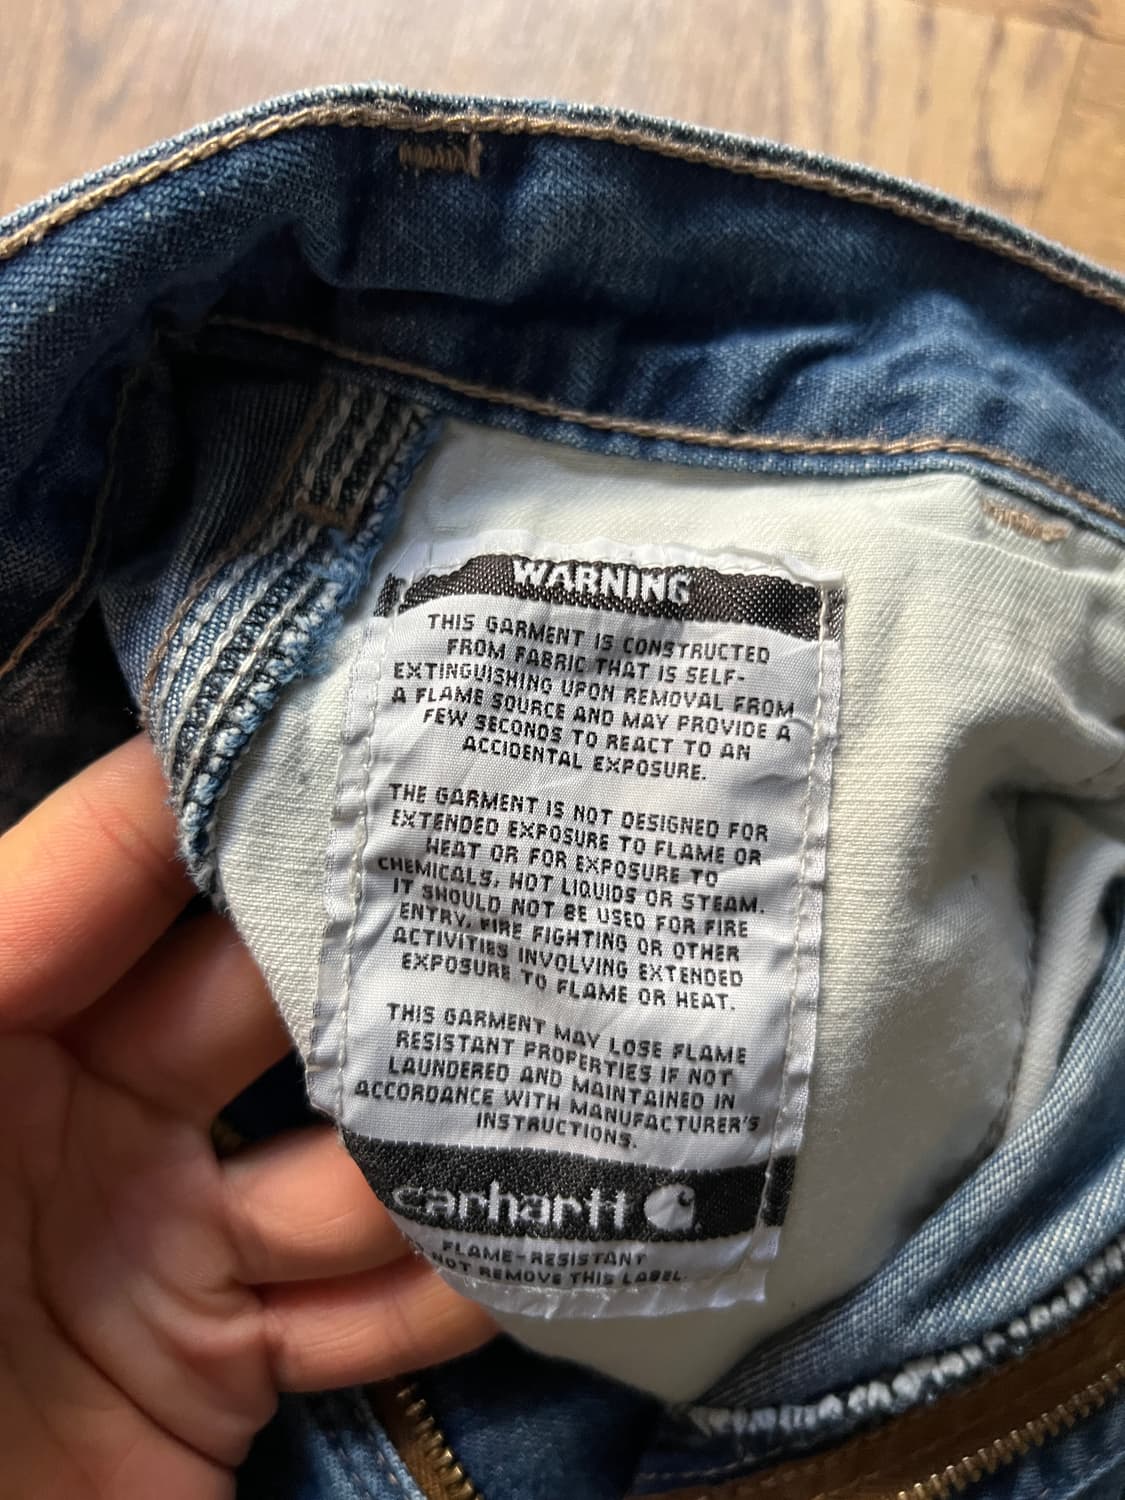 WARNING
THIS GARMENT IS CONSTRUCTED
FROM FABRIC THAT IS SELF-
EXTINGUISHING UPON REMOVAL FROM
A FLAME SOURCE AND MAY PROVIDE A
FEW SECONDS TO REACT TO AN
ACCIDENTAL EXPOSURE.
THE GARMENT IS NOT DESIGNED FOR
EXTENDED EXPOSURE TO FLAME OR
HEAT OR FOR EXPOSURE TO
CHEMICALS, HOT LIQUIDS OR STEAM.
IT SHOULD NOT BE USED FOR FIRE
ENTRY, FIRE FIGHTING OR OTHER
ACTIVITIES INVOLVING EXTENDED
EXPOSURE TO FLAME OR HEAT.
THIS GARMENT MAY LOSE FLAME
RESISTANT PROPERTIES IF NOT
LAUNDERED AND MAINTAINED IN
ACCORDANCE WITH MANUFACTURER'S
INSTRUCTIONS.
carhartt
FLAME-RESISTANT
NOT REMOVE THIS LABEL.